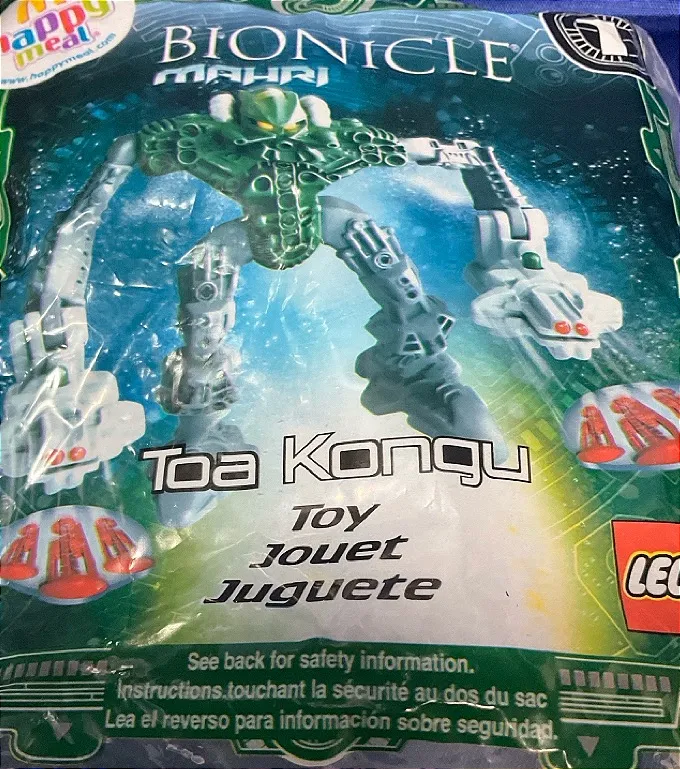 happy
meal
www.happymeal.com
BIONICLE®
MAHRI
1
Toa Kongu
Toy
Jouet
Juguete
LEG
See back for safety information.
Instructions touchant la sécurité au dos du sac
Lea el reverso para información sobre seguridad.